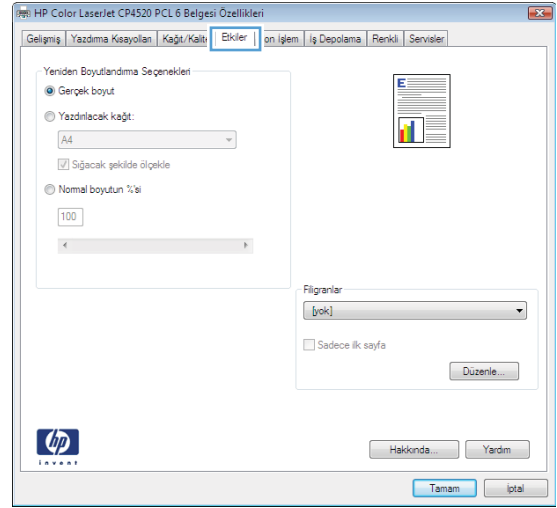 HP Color LaserJet CP4520 PCL 6 Belgesi Özellikleri
Gelişmiş Yazdırma Kısayolları Kağıt/Kalite Etkiler on İşlem İş Depolama Renkli Servisler
Yeniden Boyutlandırma Seçenekleri
Gerçek boyut
Yazdırılacak kağıt:
A4
Sığacak şekilde ölçekle
Normal boyutun %'si
100
E
Filigranlar
[yok]
Sadece ilk sayfa
Düzenle...
hp
invent
Hakkında... Yardım
Tamam İptal